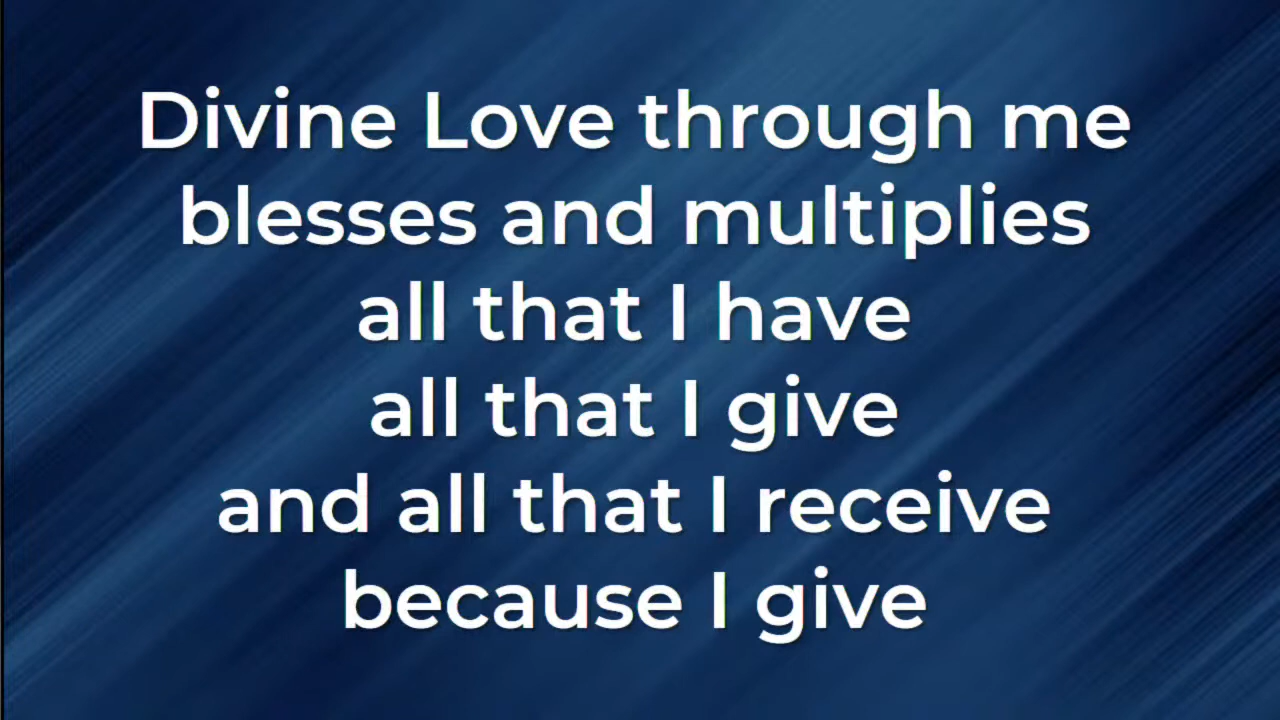 Divine Love through me
blesses and multiplies
all that I have
all that I give
and all that I receive
because I give